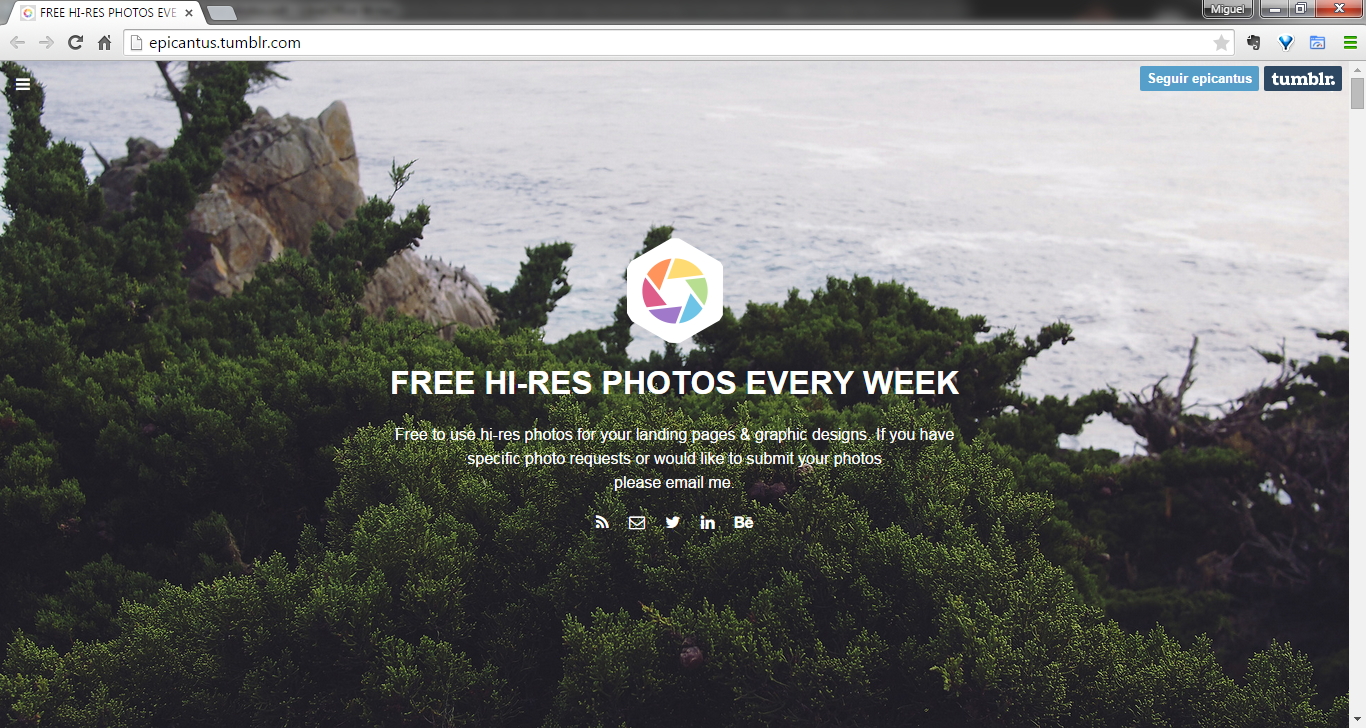 FREE HI-RES PHOTOS EVE
Miguel
epicantus.tumblr.com
Seguir epicantus
tumblr.
FREE HI-RES PHOTOS EVERY WEEK
Free to use hi-res photos for your landing pages & graphic designs. If you have
specific photo requests or would like to submit your photos
please email me.
in
Bē